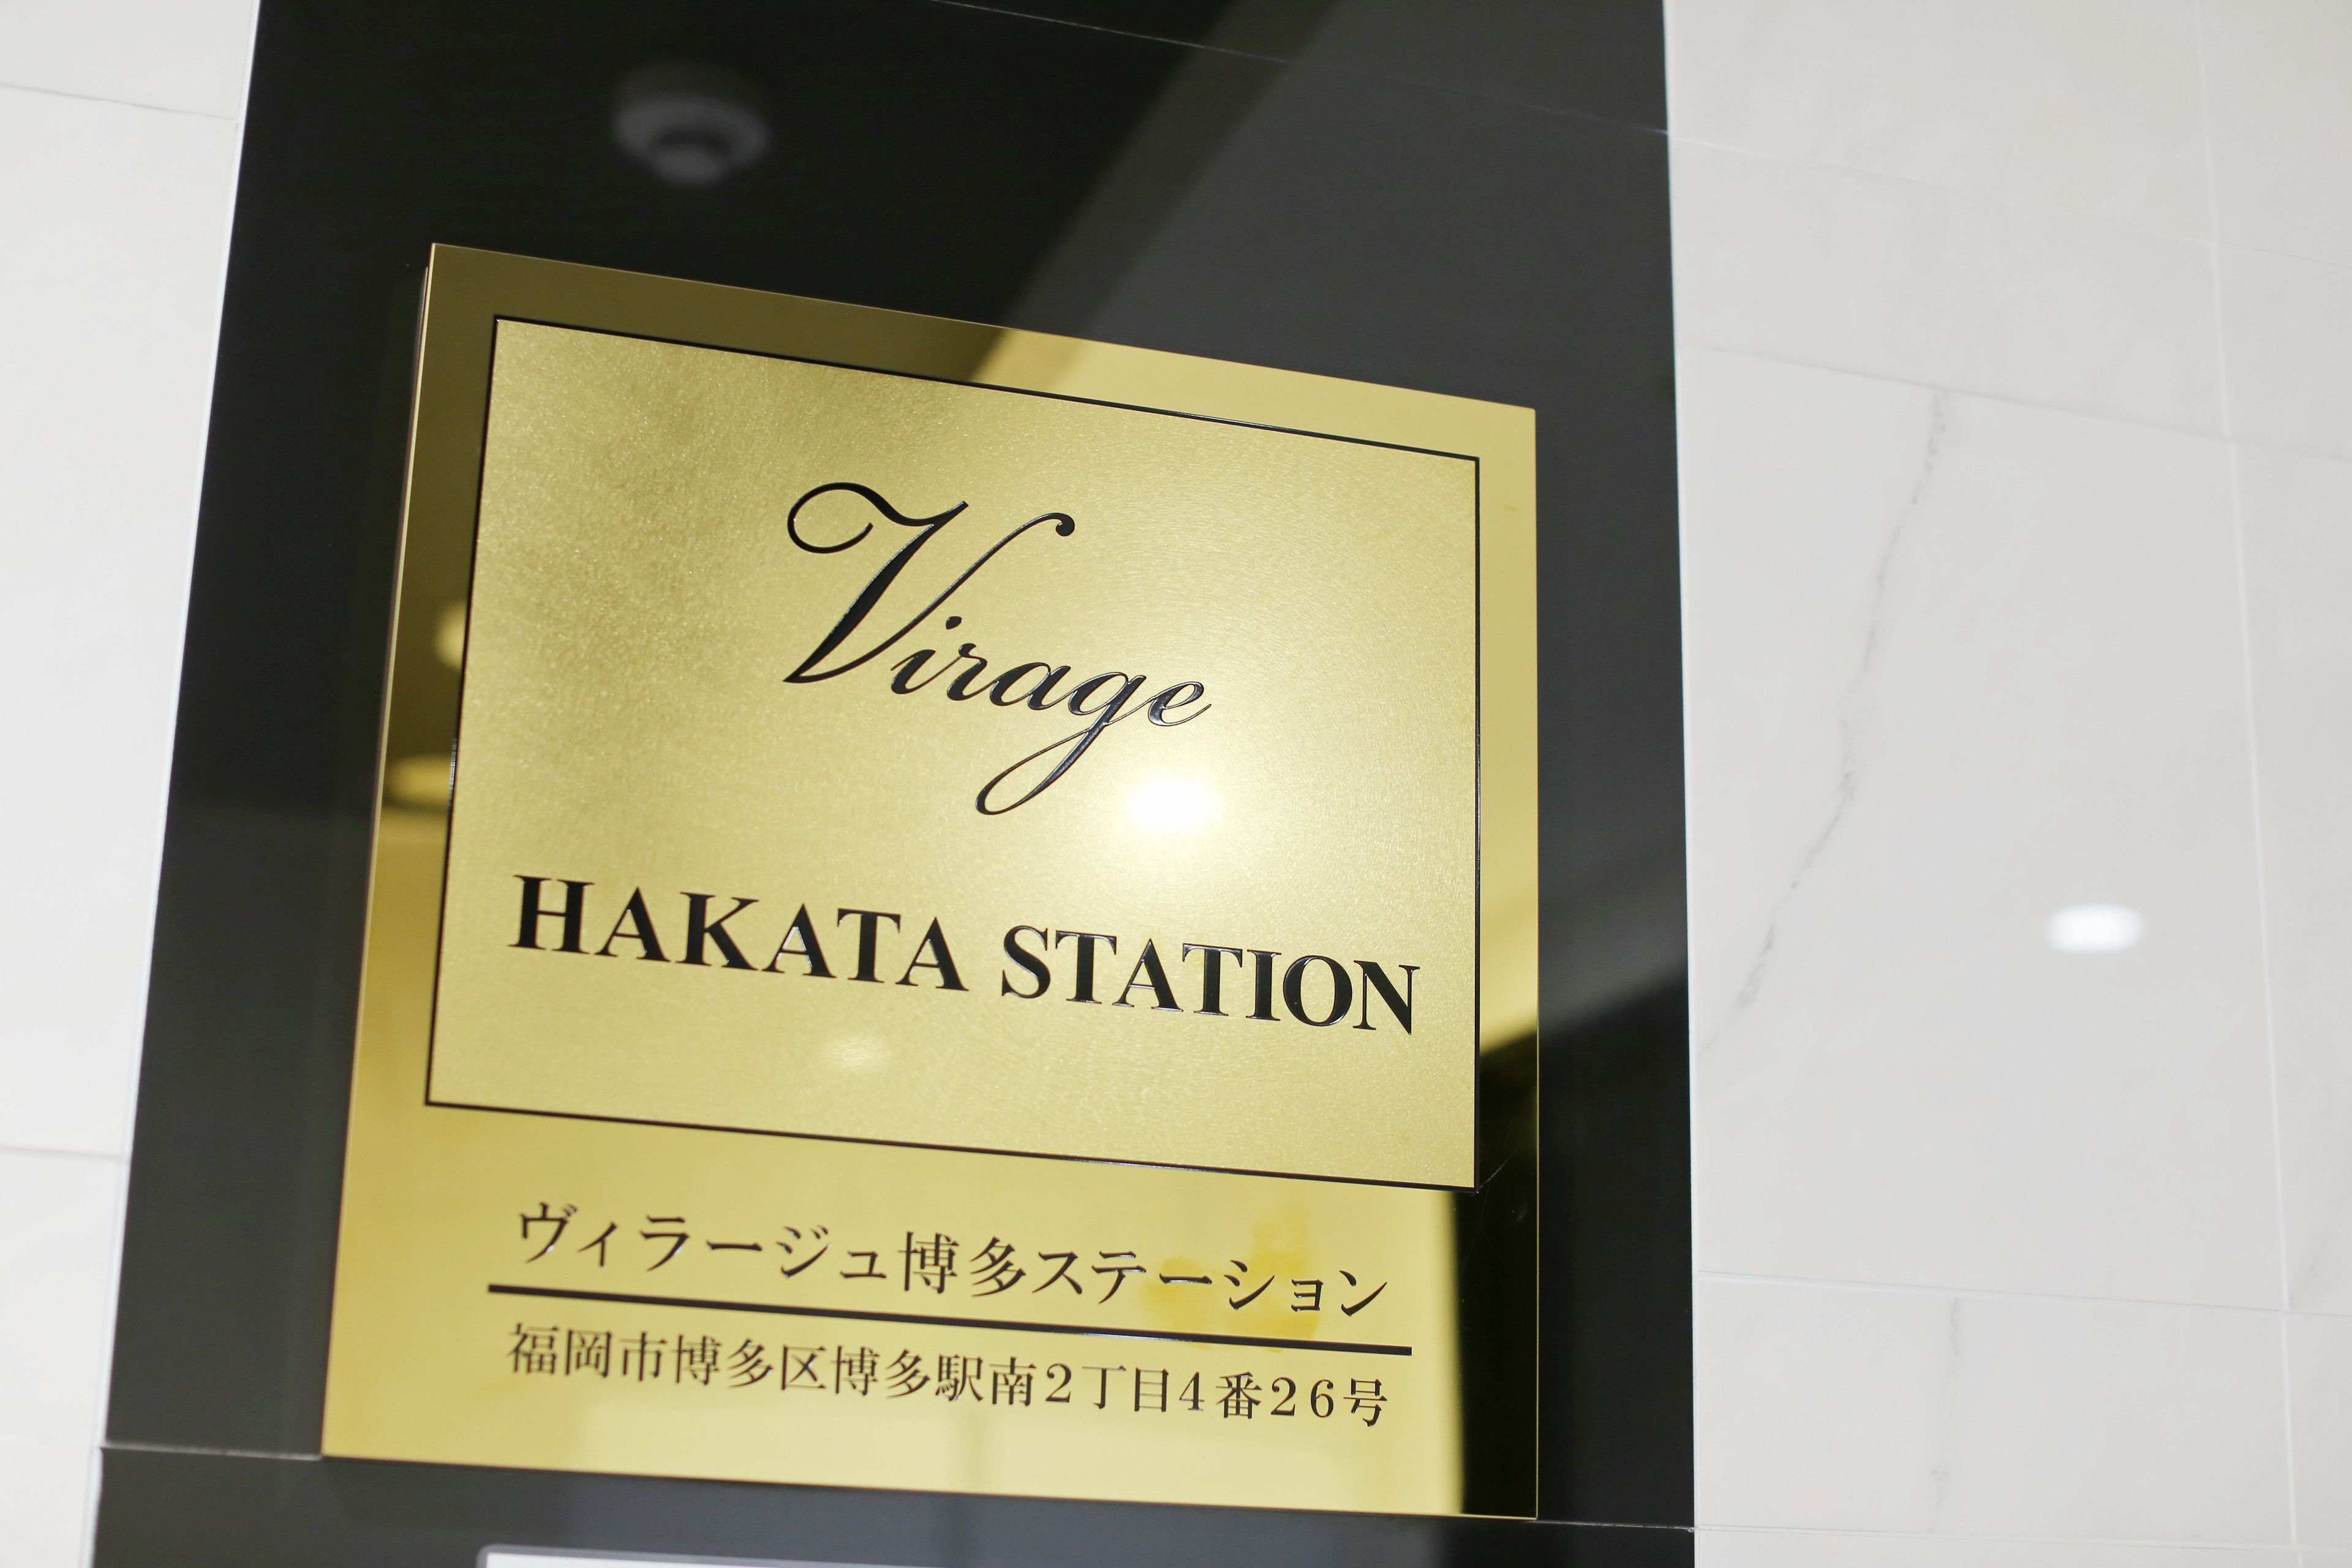 Virage
HAKATA STATION
ヴィラージュ博多ステーション
福岡市博多区博多駅南2丁目4番26号